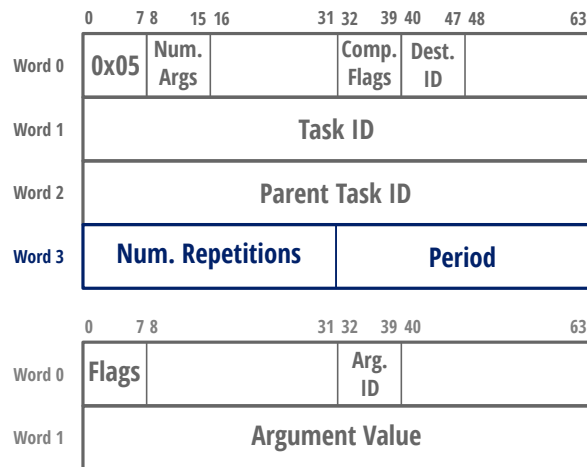 0 7 8 15 16 31 32 39 40 47 48 63
Word 0 0x05 Num. Args Comp. Flags Dest. ID
Word 1 Task ID
Word 2 Parent Task ID
Word 3 Num. Repetitions Period
0 7 8 31 32 39 40 63
Word 0 Flags Arg. ID
Word 1 Argument Value